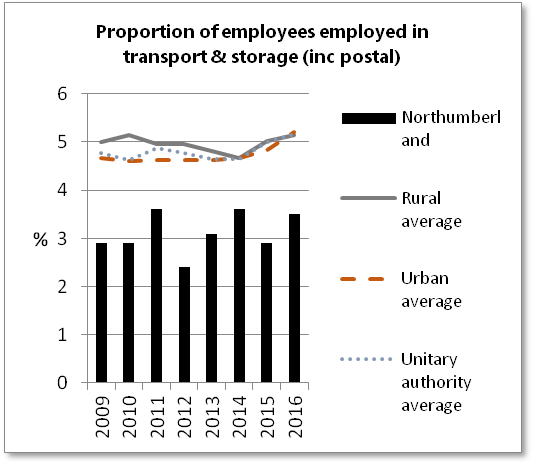 Proportion of employees employed in
transport & storage (inc postal)
6
5
4
3
2
1
0
%
2009
2010
2011
2012
2013
2014
2015
2016
Northumberl
and
Rural
average
Urban
average
Unitary
authority
average